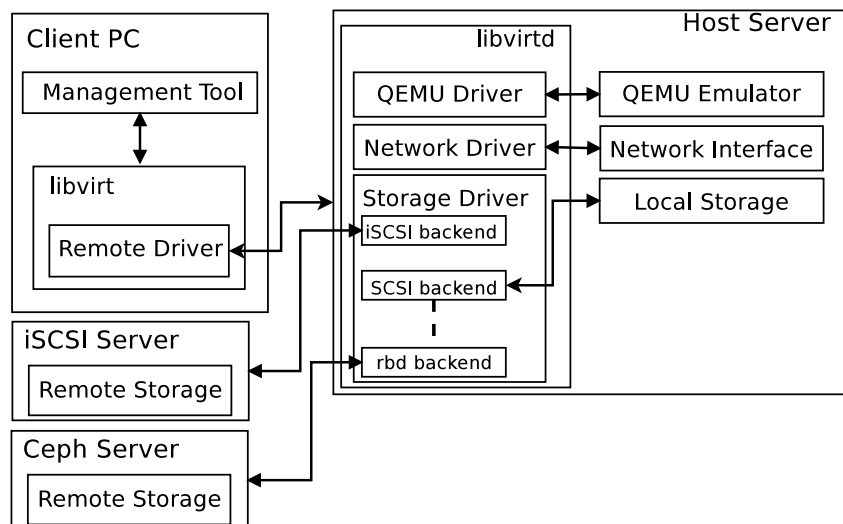 Client PC
Management Tool
libvirt
Remote Driver
iSCSI Server
Remote Storage
Ceph Server
Remote Storage
Host Server
libvirtd
QEMU Driver
QEMU Emulator
Network Driver
Network Interface
Storage Driver
Local Storage
iSCSI backend
SCSI backend
rbd backend